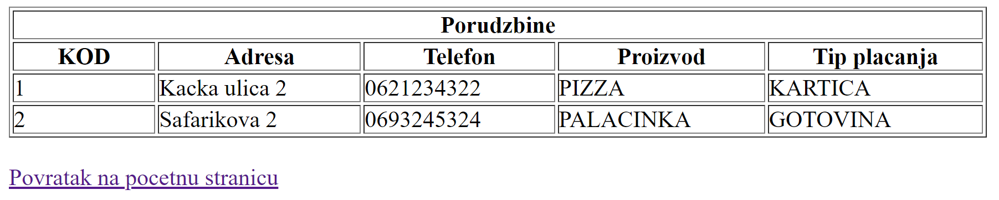 Porudzbine
KOD Adresa Telefon Proizvod Tip placanja
1 Kacka ulica 2 0621234322 PIZZA KARTICA
2 Safarikova 2 0693245324 PALACINKA GOTOVINA
Povratak na pocetnu stranicu